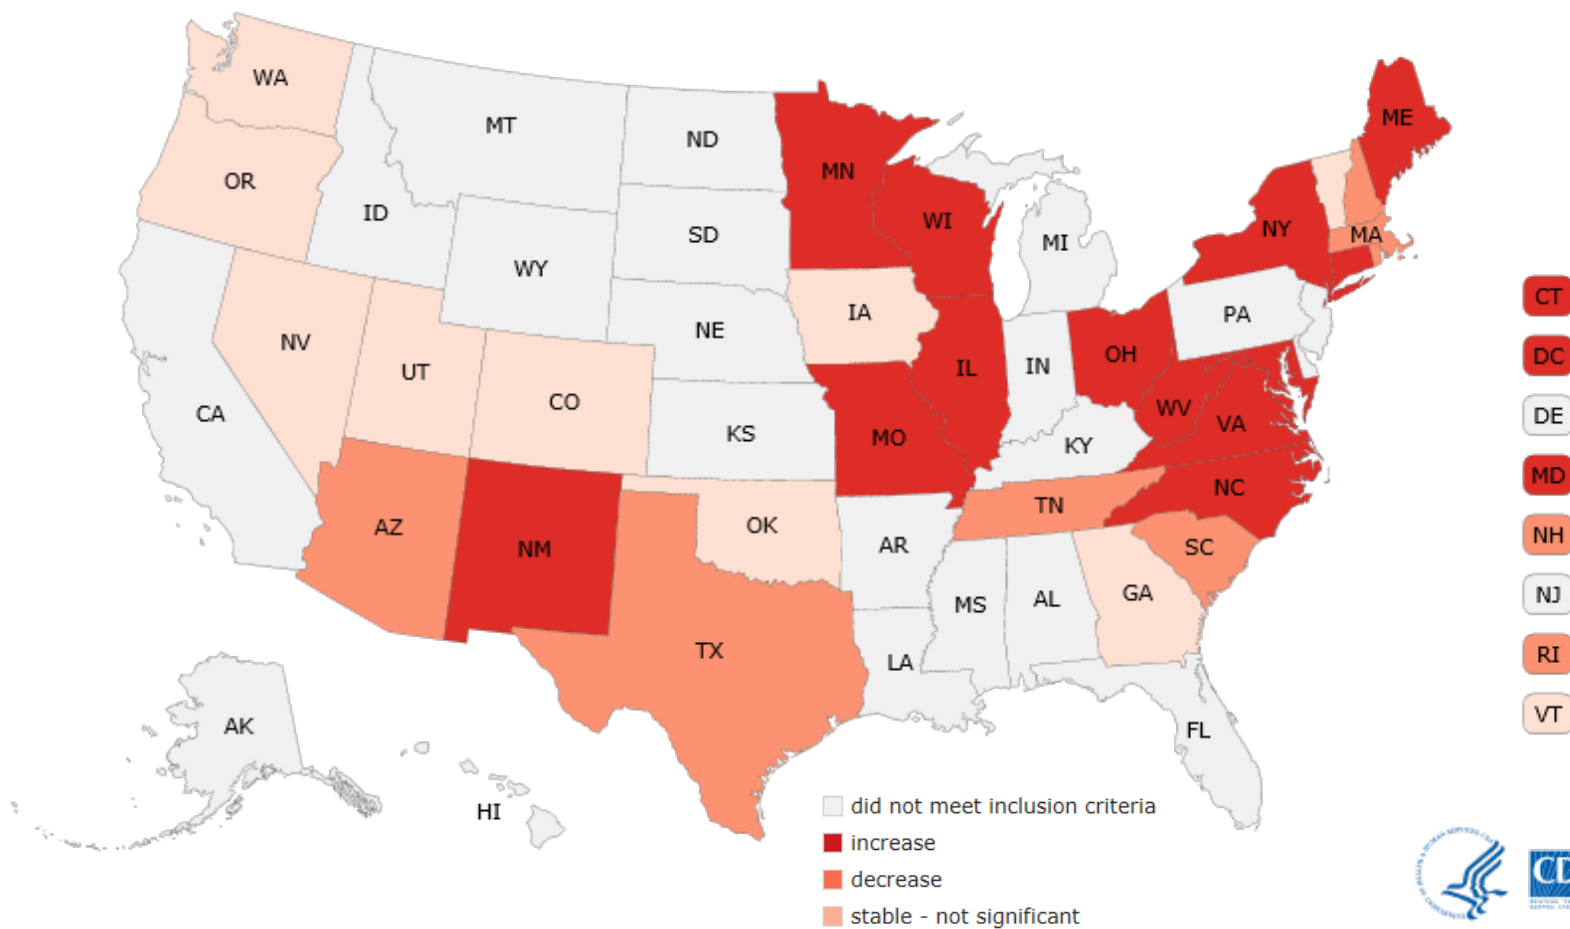 WA
MT
ND
ME
MN
OR
ID
SD
WI
MI
NY
MA
WY
CT
NV
NE
IA
PA
UT
CO
IL
IN
OH
DC
CA
KS
MO
KY
WV
VA
DE
MD
AZ
NM
OK
AR
TN
NC
NH
SC
TX
MS
AL
GA
NJ
LA
RI
AK
FL
VT
HI
did not meet inclusion criteria
increase
decrease
stable - not significant
CD